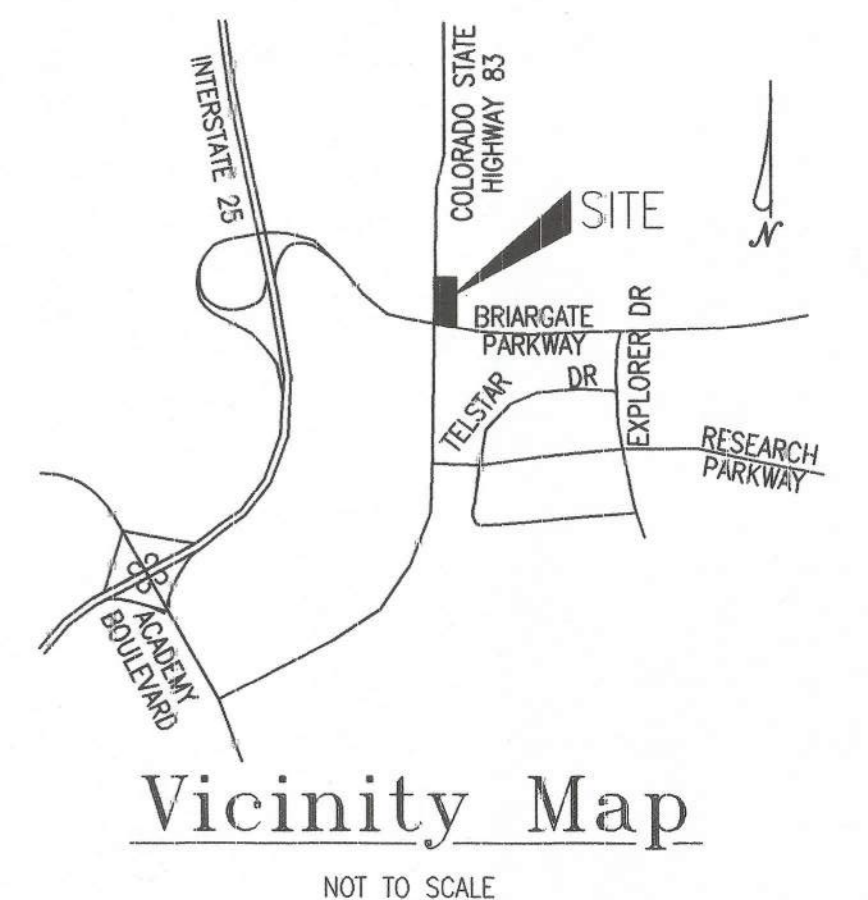 INTERSTATE 25
COLORADO STATE
HIGHWAY 83
SITE
N
BRIARGATE
PARKWAY
EXPLORER DR
TELSTAR
DR
RESEARCH
PARKWAY
ACADEMY
BOULEVARD
Vicinity Map
NOT TO SCALE